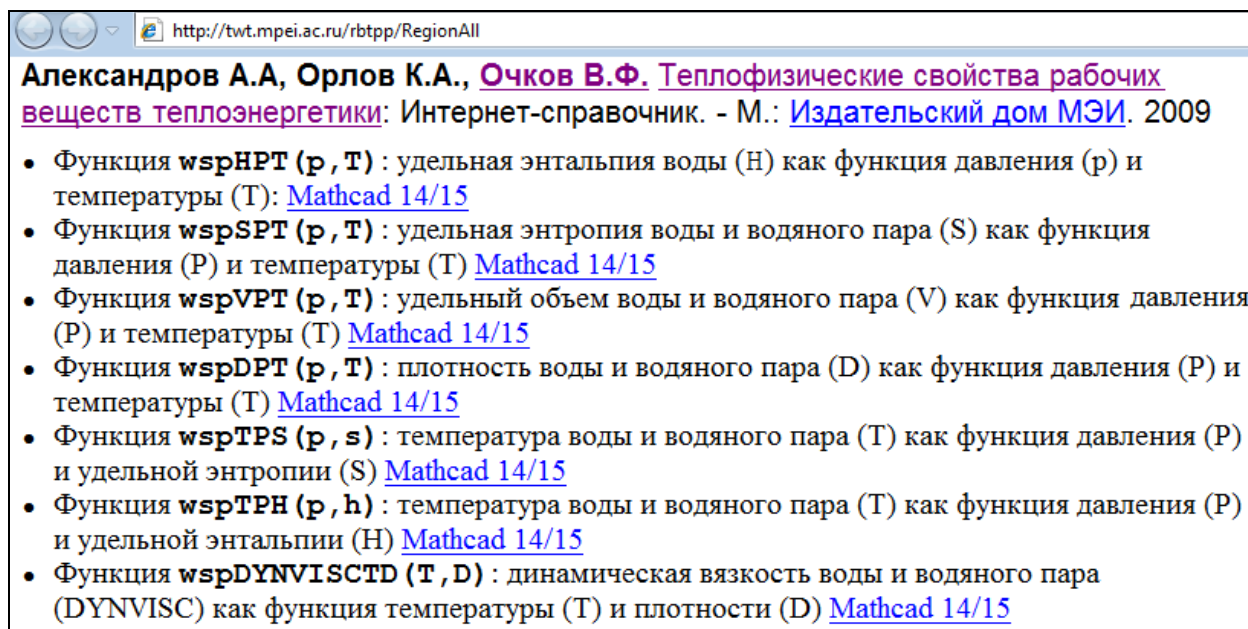 http://twt.mpei.ac.ru/rbtpp/RegionAll
Александров А.А, Орлов К.А., Очков В.Ф. Теплофизические свойства рабочих
веществ теплоэнергетики: Интернет-справочник. - М.: Издательский дом МЭИ. 2009
• Функция wspHPT(p,T): удельная энтальпия воды (H) как функция давления (p) и
температуры (T): Mathcad 14/15
• Функция wspSPT(p,T): удельная энтропия воды и водяного пара (S) как функция
давления (P) и температуры (T) Mathcad 14/15
• Функция wspVPT(p,T): удельный объем воды и водяного пара (V) как функция давления
(P) и температуры (T) Mathcad 14/15
• Функция wspDPT(p,T): плотность воды и водяного пара (D) как функция давления (P) и
температуры (T) Mathcad 14/15
• Функция wspTPS(p,s): температура воды и водяного пара (T) как функция давления (P)
и удельной энтропии (S) Mathcad 14/15
• Функция wspTPH(p,h): температура воды и водяного пара (T) как функция давления (P)
и удельной энтальпии (H) Mathcad 14/15
• Функция wspDYNVISCTD(T,D): динамическая вязкость воды и водяного пара
(DYNVISC) как функция температуры (T) и плотности (D) Mathcad 14/15